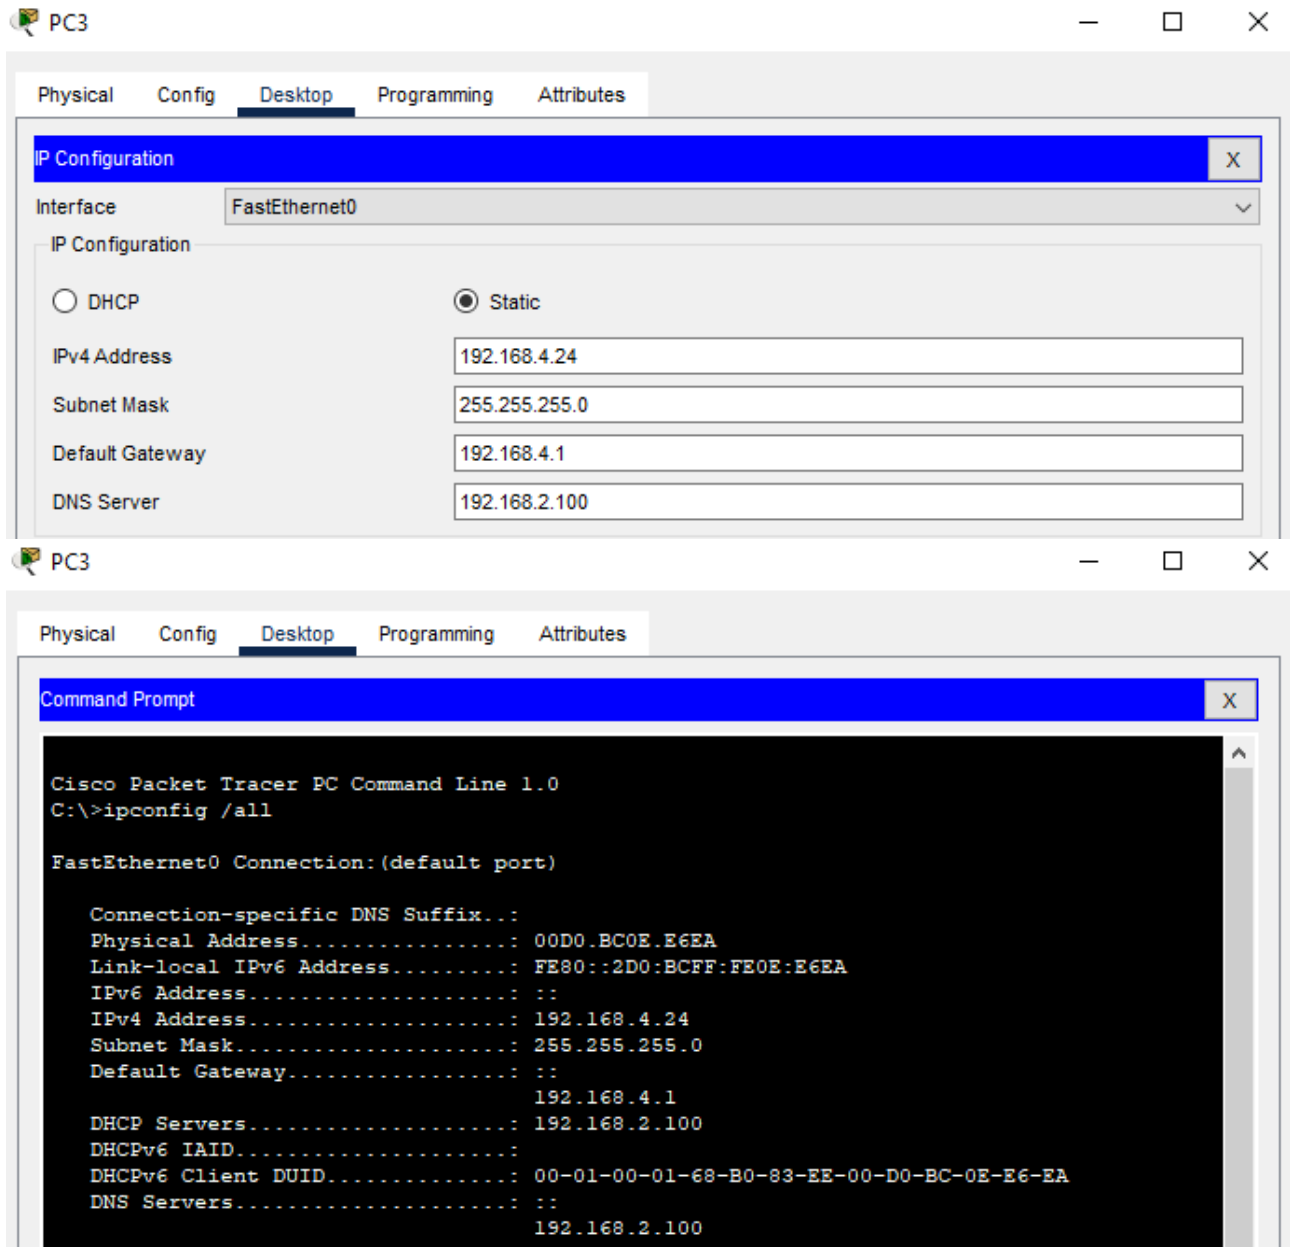 PC3
Physical Config Desktop Programming Attributes
IP Configuration X
Interface FastEthernet0
IP Configuration
DHCP Static
IPv4 Address 192.168.4.24
Subnet Mask 255.255.255.0
Default Gateway 192.168.4.1
DNS Server 192.168.2.100
PC3
Physical Config Desktop Programming Attributes
Command Prompt X
Cisco Packet Tracer PC Command Line 1.0
C:\>ipconfig /all
FastEthernet0 Connection:(default port)
Connection-specific DNS Suffix..:
Physical Address................: 00D0.BC0E.E6EA
Link-local IPv6 Address.........: FE80::2D0:BCFF:FE0E:E6EA
IPv6 Address....................: ::
IPv4 Address....................: 192.168.4.24
Subnet Mask.....................: 255.255.255.0
Default Gateway.................: ::
192.168.4.1
DHCP Servers....................: 192.168.2.100
DHCPv6 IAID.....................:
DHCPv6 Client DUID..............: 00-01-00-01-68-B0-83-EE-00-D0-BC-0E-E6-EA
DNS Servers.....................: ::
192.168.2.100